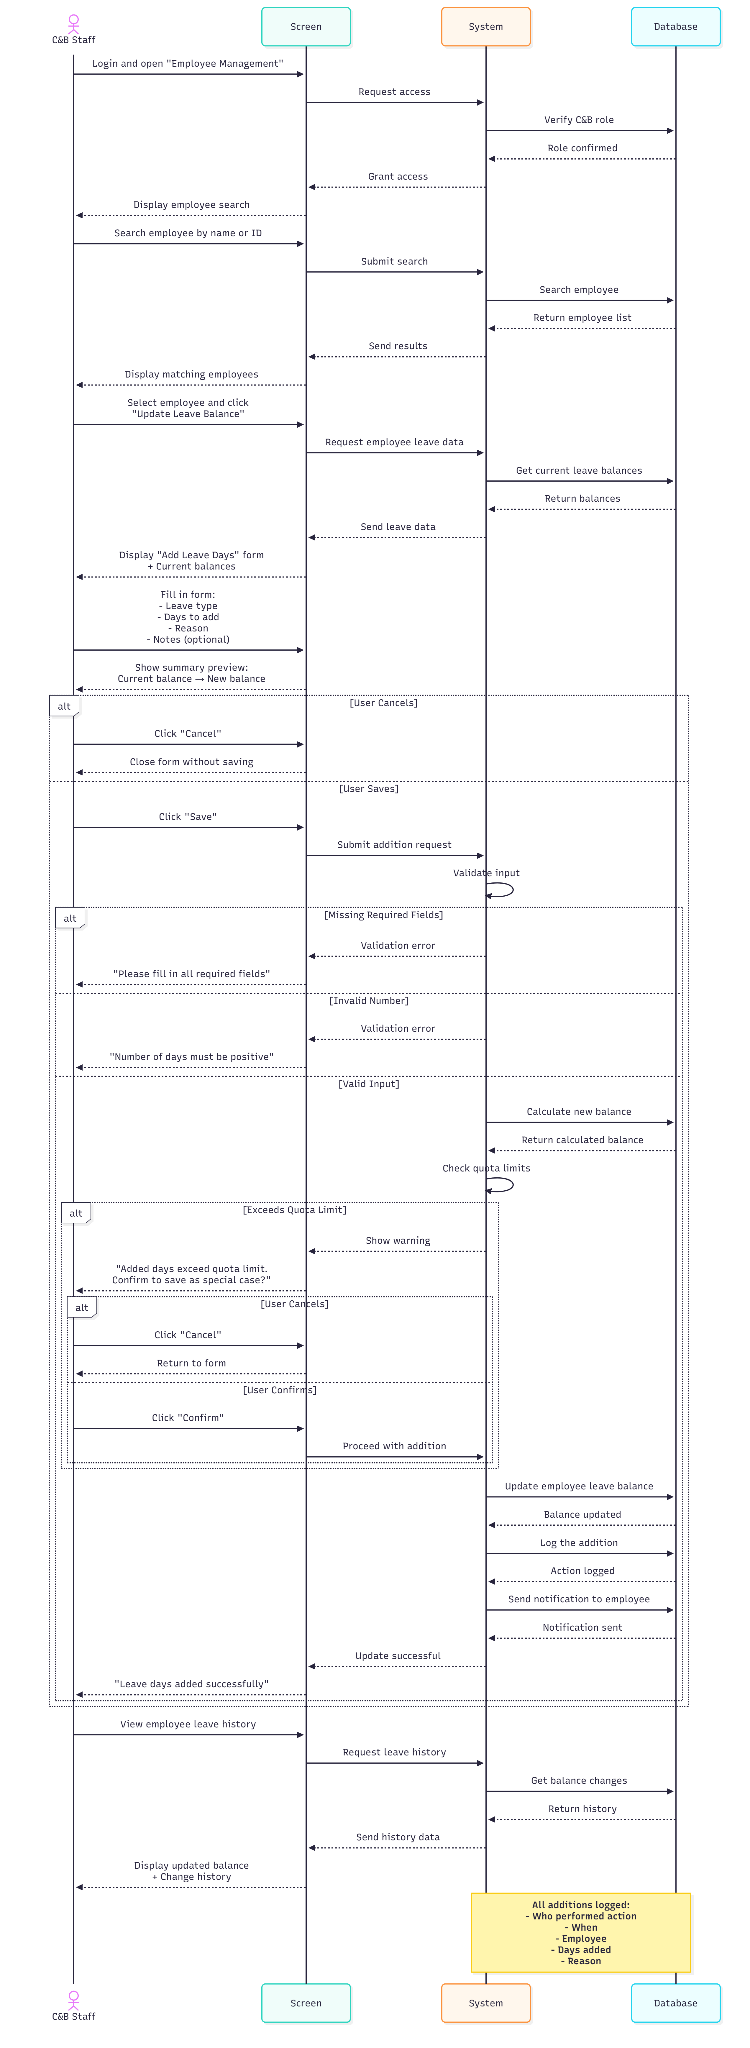 C&B Staff
Screen
System
Database
Login and open "Employee Management"
Request access
Verify C&B role
Role confirmed
Grant access
Display employee search
Search employee by name or ID
Submit search
Search employee
Return employee list
Send results
Display matching employees
Select employee and click
"Update Leave Balance"
Request employee leave data
Get current leave balances
Return balances
Send leave data
Display "Add Leave Days" form
+ Current balances
Fill in form:
- Leave type
- Days to add
- Reason
- Notes (optional)
Show summary preview:
Current balance → New balance
alt
[User Cancels]
Click "Cancel"
Close form without saving
[User Saves]
Click "Save"
Submit addition request
Validate input
alt
[Missing Required Fields]
Validation error
"Please fill in all required fields"
[Invalid Number]
Validation error
"Number of days must be positive"
[Valid Input]
Calculate new balance
Return calculated balance
Check quota limits
alt
[Exceeds Quota Limit]
Show warning
"Added days exceed quota limit.
Confirm to save as special case?"
alt
[User Cancels]
Click "Cancel"
Return to form
[User Confirms]
Click "Confirm"
Proceed with addition
Update employee leave balance
Balance updated
Log the addition
Action logged
Send notification to employee
Notification sent
Update successful
"Leave days added successfully"
View employee leave history
Request leave history
Get balance changes
Return history
Send history data
Display updated balance
+ Change history
All additions logged:
- Who performed action
- When
- Employee
- Days added
- Reason
C&B Staff
Screen
System
Database